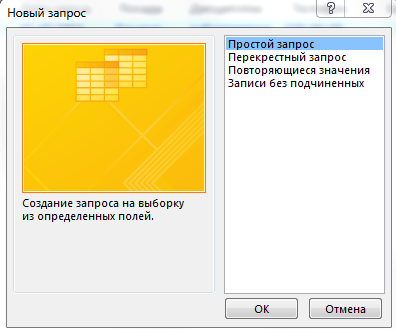 Новый запрос
?
Простой запрос
Перекрестный запрос
Повторяющиеся значения
Записи без подчиненных
Создание запроса на выборку
из определенных полей.
ОК
Отмена